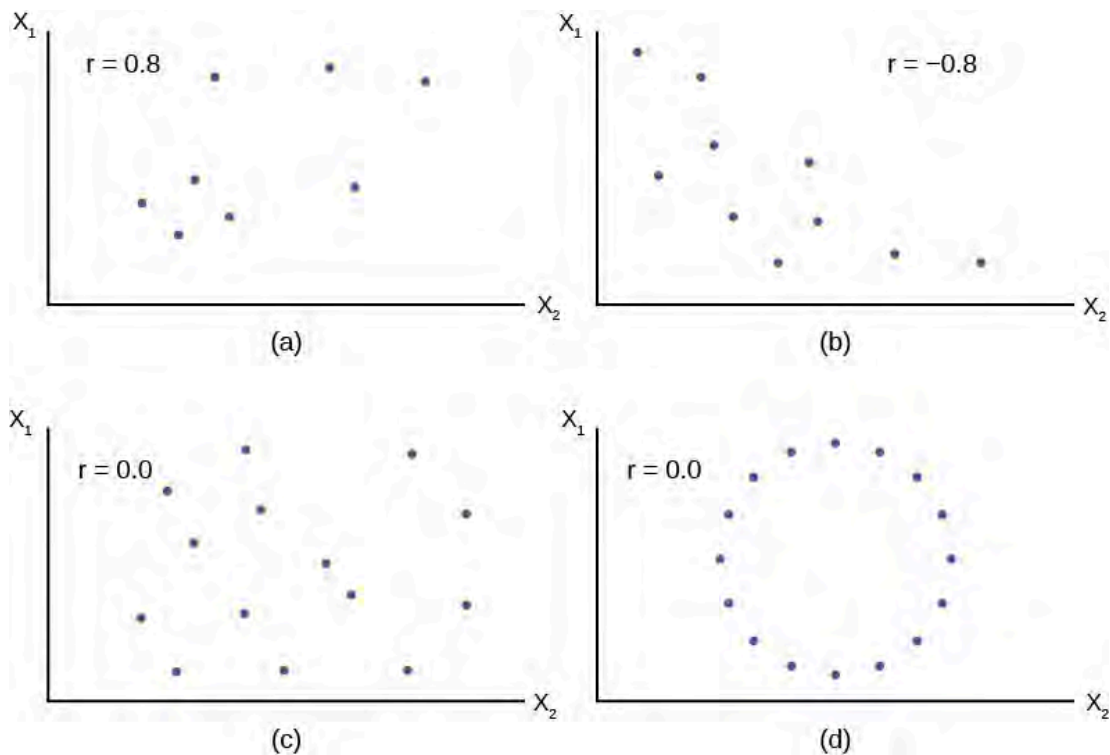 X₁
r = 0.8
X₂
(a)
X₁
r = −0.8
X₂
(b)
X₁
r = 0.0
X₂
(c)
X₁
r = 0.0
X₂
(d)